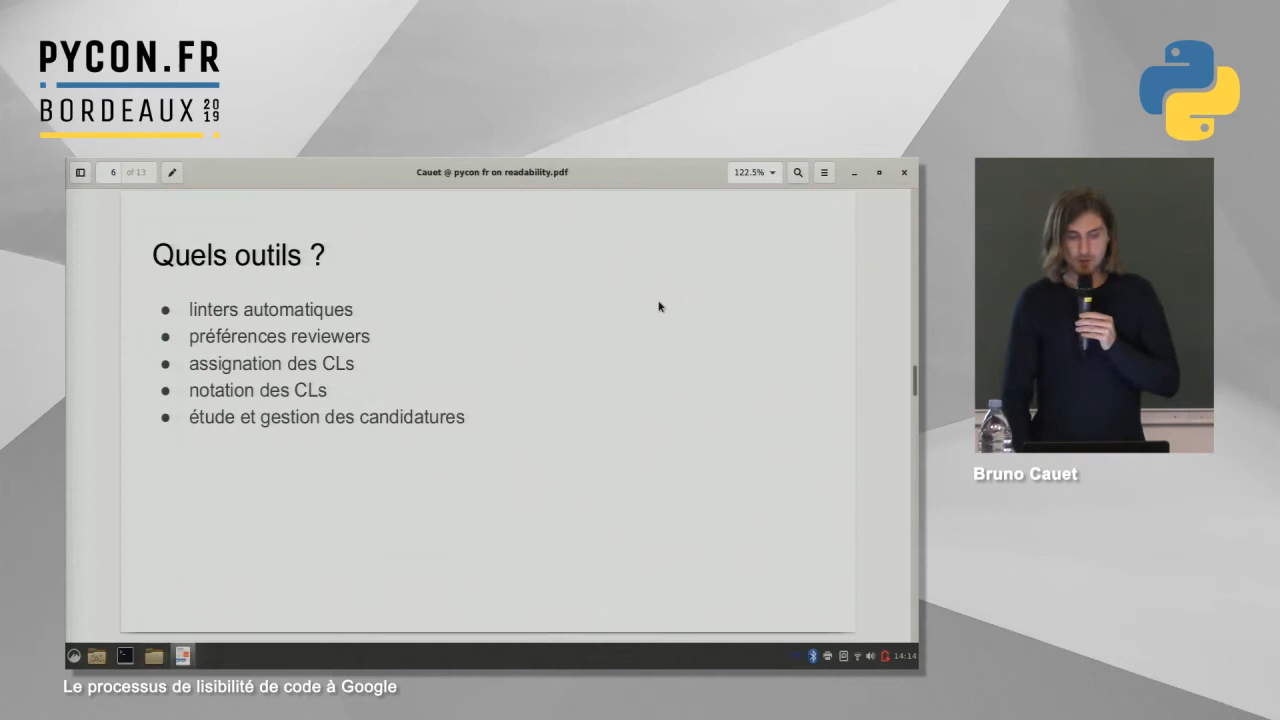 PYCON.FR
BORDEAUX 2019
6 of 13
Cauet @ pycon fr on readability.pdf
122.5%
Quels outils ?
● linters automatiques
● préférences reviewers
● assignation des CLs
● notation des CLs
● étude et gestion des candidatures
14:14
Bruno Cauet
Le processus de lisibilité de code à Google